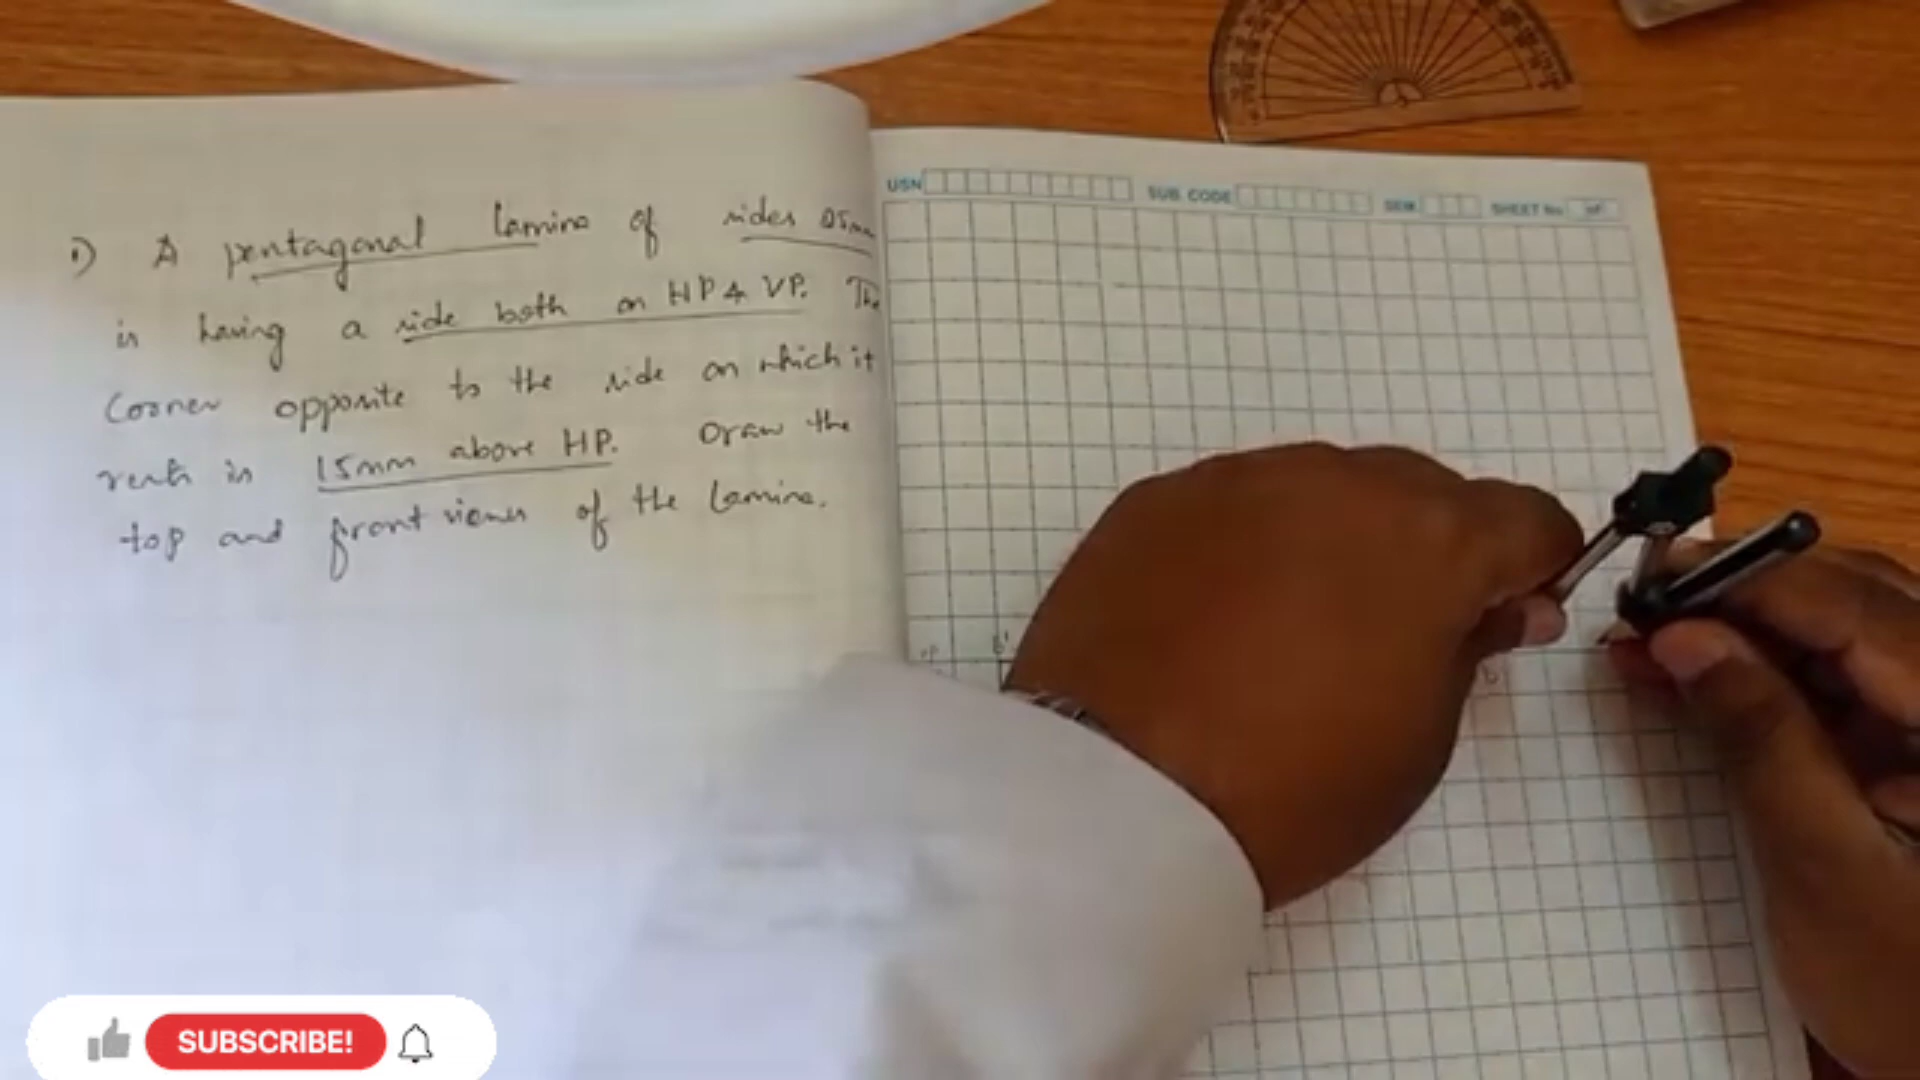 1) A pentagonal lamina of sides 25mm
is having a side both on HP & VP. The
corner opposite to the side on which it
rests is 15mm above HP. Draw the
top and front views of the lamina.
USN SUB. CODE SEM SHEET No
b'
b
SUBSCRIBE!